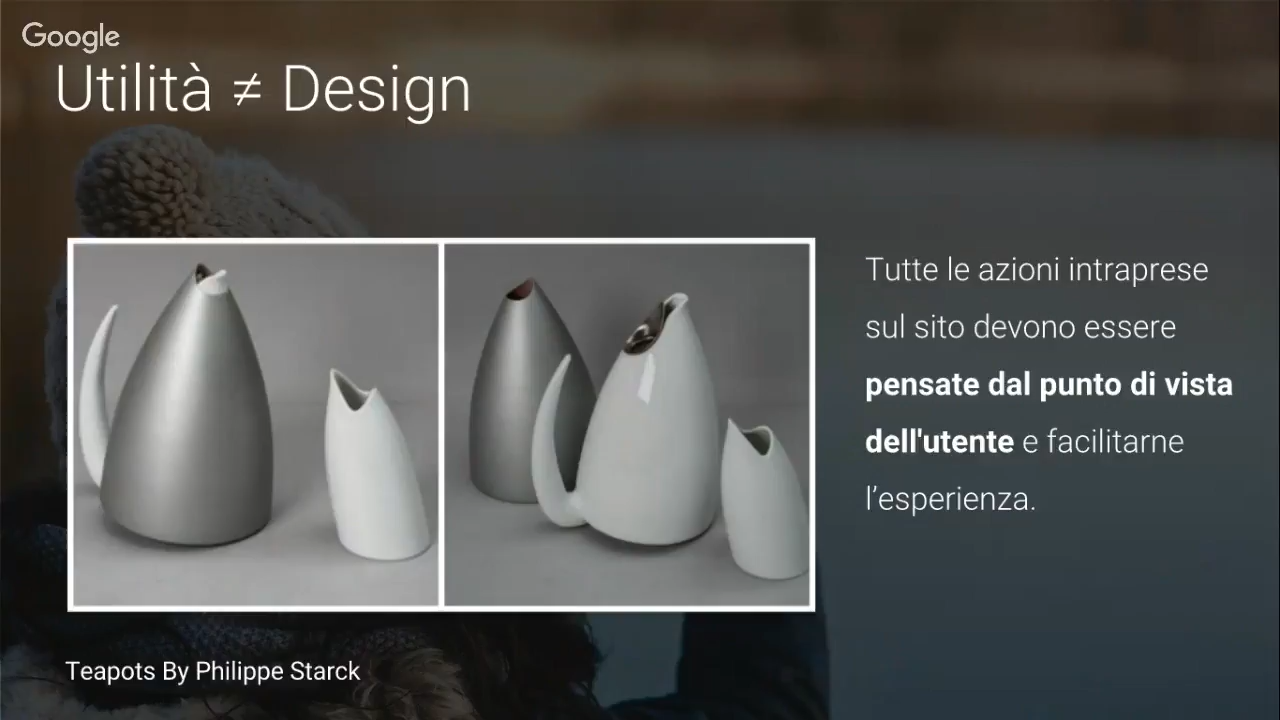 Google
Utilità ≠ Design
Tutte le azioni intraprese
sul sito devono essere
pensate dal punto di vista
dell'utente e facilitarne
l’esperienza.
Teapots By Philippe Starck